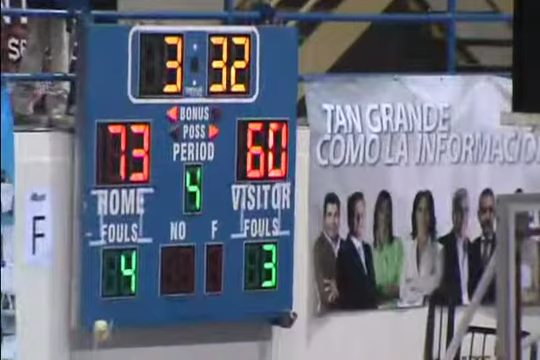 3:32
BONUS
POSS
PERIOD
73 4 60
HOME VISITOR
FOULS NO F FOULS
4 3
F
TAN GRANDE
COMO LA INFORMACIÓ